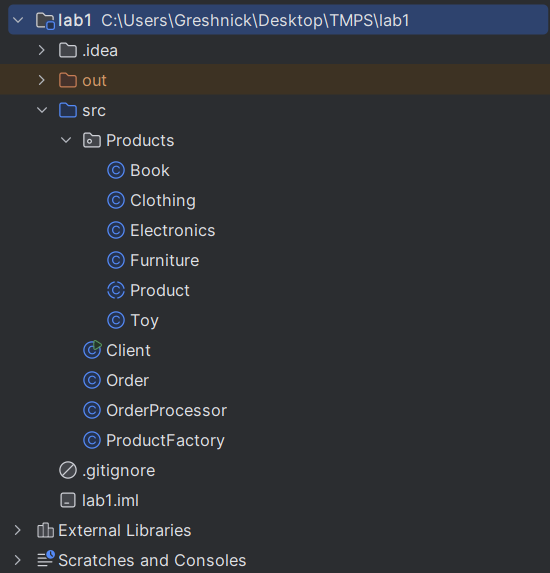 lab1 C:\Users\Greshnick\Desktop\TMPS\lab1
.idea
out
src
Products
Book
Clothing
Electronics
Furniture
Product
Toy
Client
Order
OrderProcessor
ProductFactory
.gitignore
lab1.iml
External Libraries
Scratches and Consoles